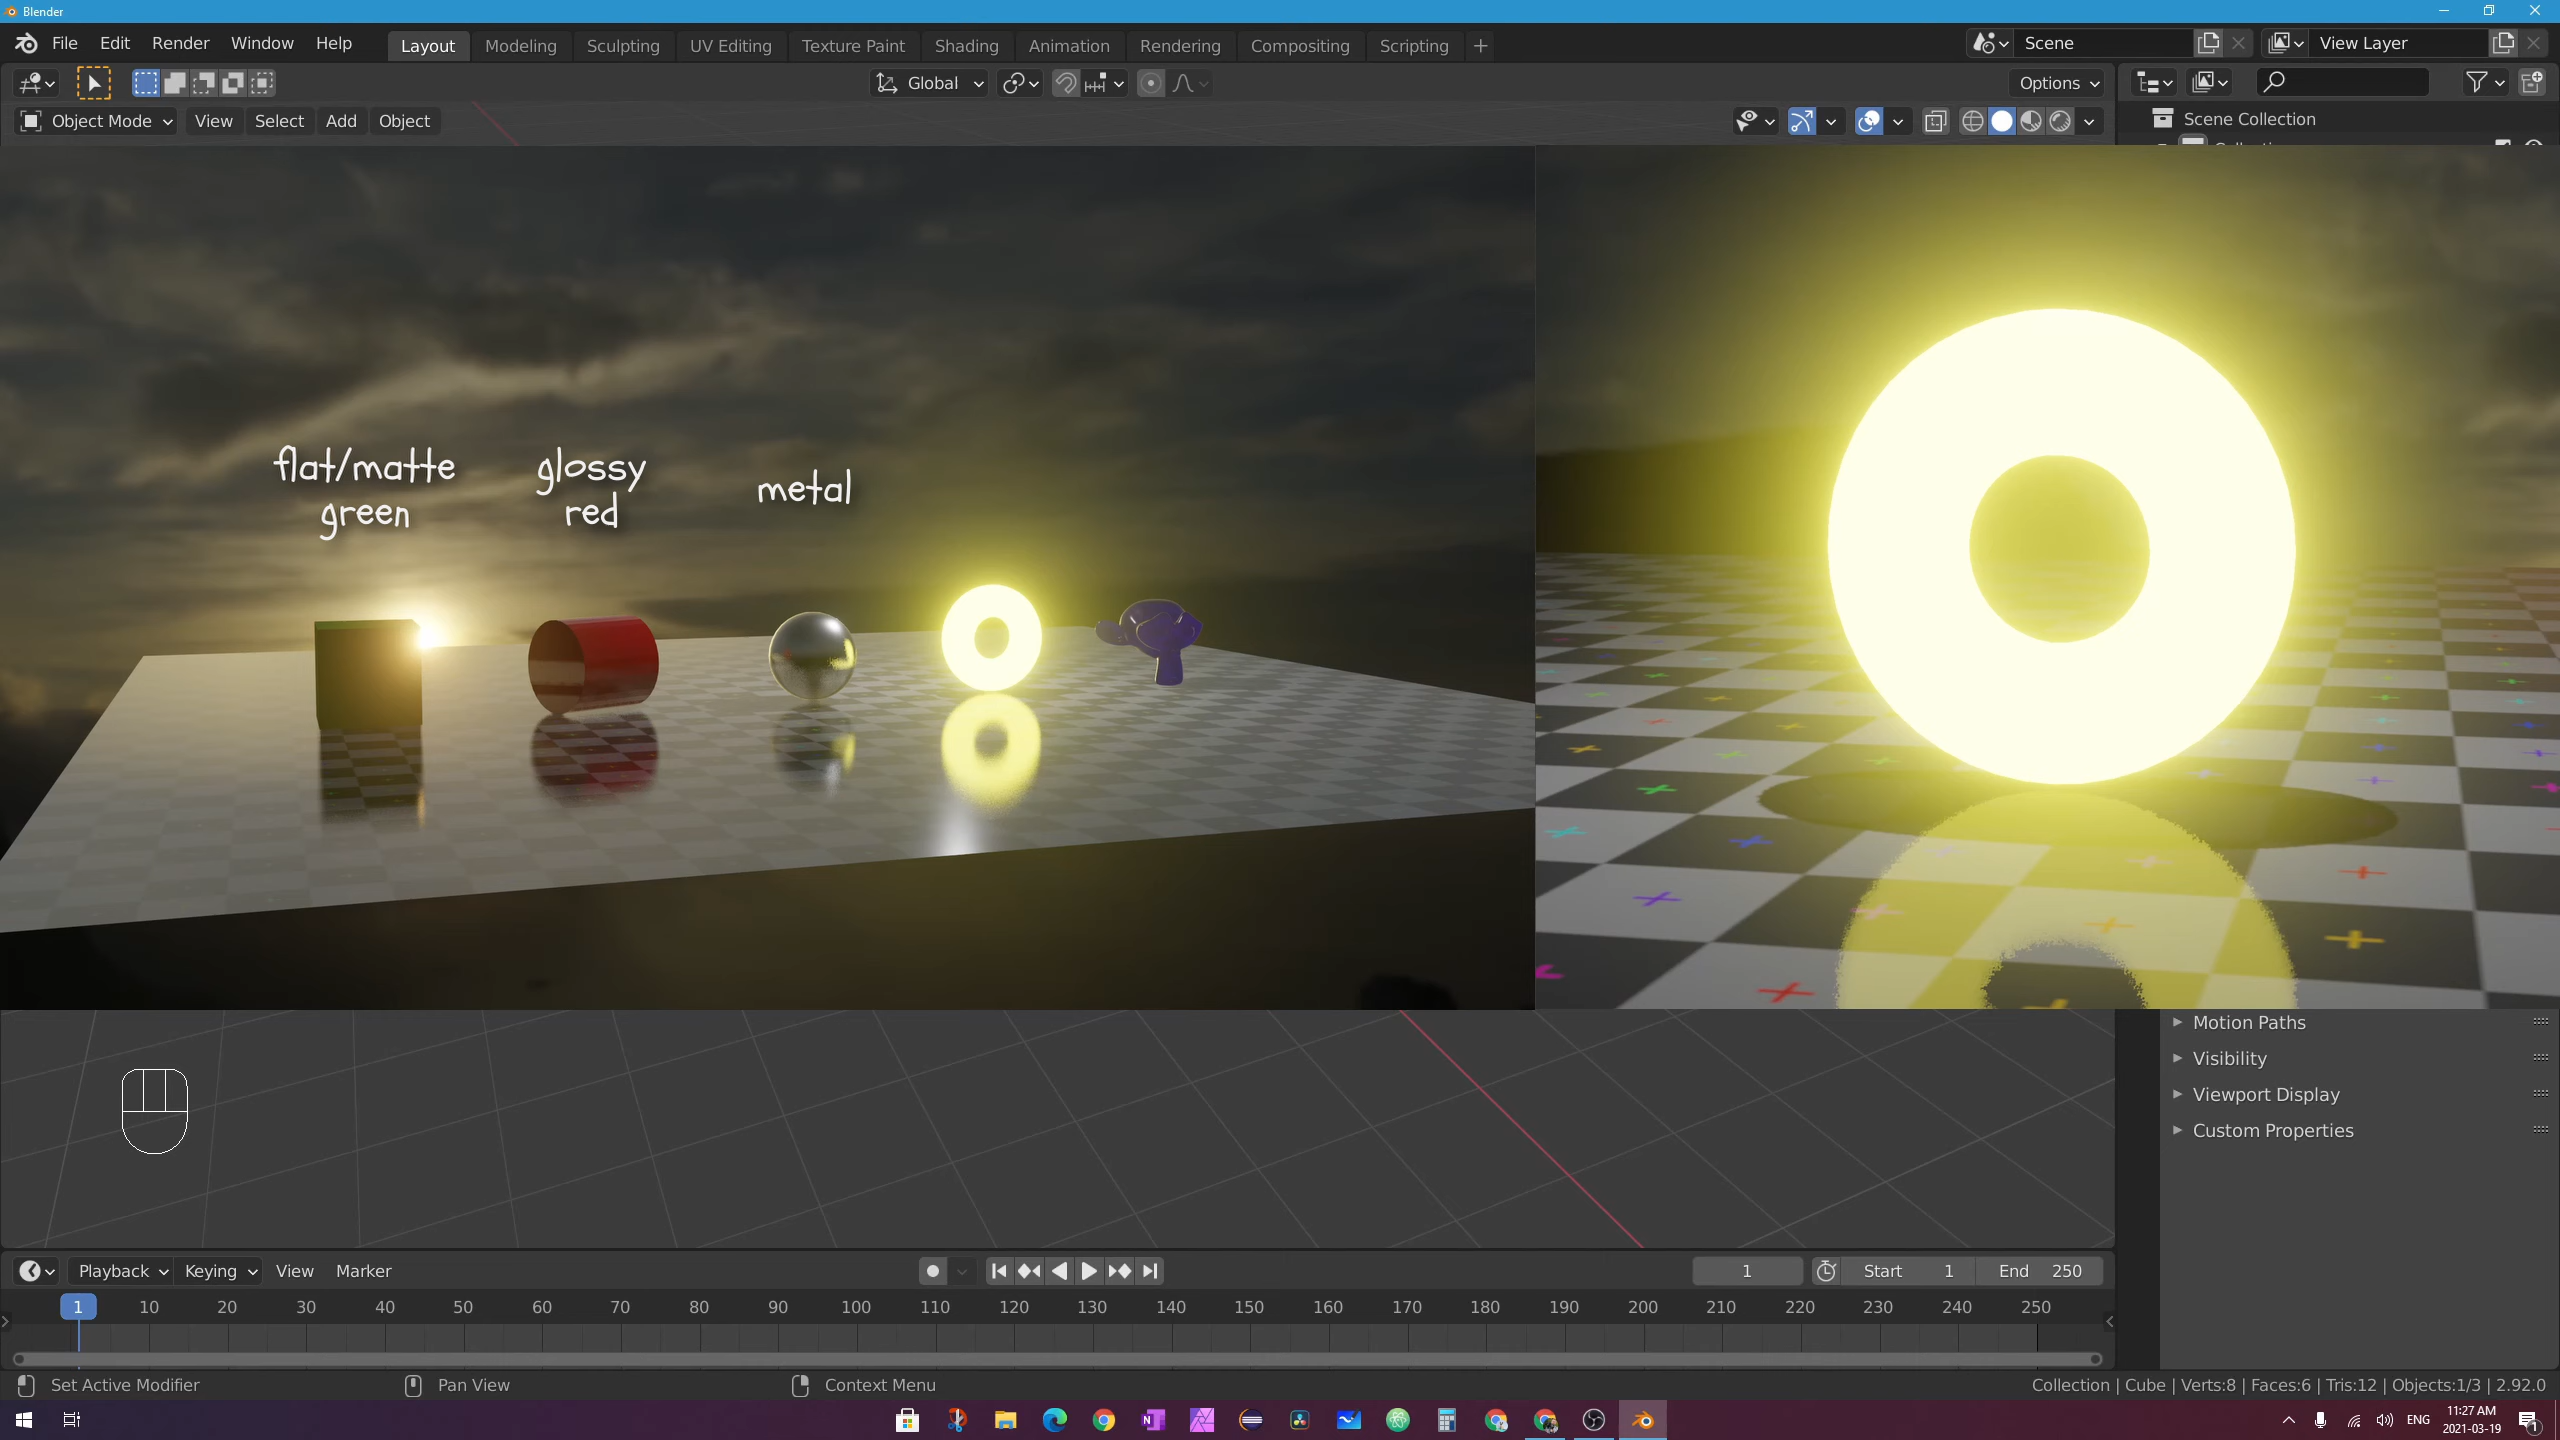 Blender
File Edit Render Window Help Layout Modeling Sculpting UV Editing Texture Paint Shading Animation Rendering Compositing Scripting + Scene View Layer
Global Options
Object Mode View Select Add Object Scene Collection
flat/matte
green
glossy
red
metal
Motion Paths
Visibility
Viewport Display
Custom Properties
Playback Keying View Marker 1 Start 1 End 250
1 10 20 30 40 50 60 70 80 90 100 110 120 130 140 150 160 170 180 190 200 210 220 230 240 250
Set Active Modifier Pan View Context Menu Collection | Cube | Verts:8 | Faces:6 | Tris:12 | Objects:1/3 | 2.92.0
ENG 11:27 AM
2021-03-19